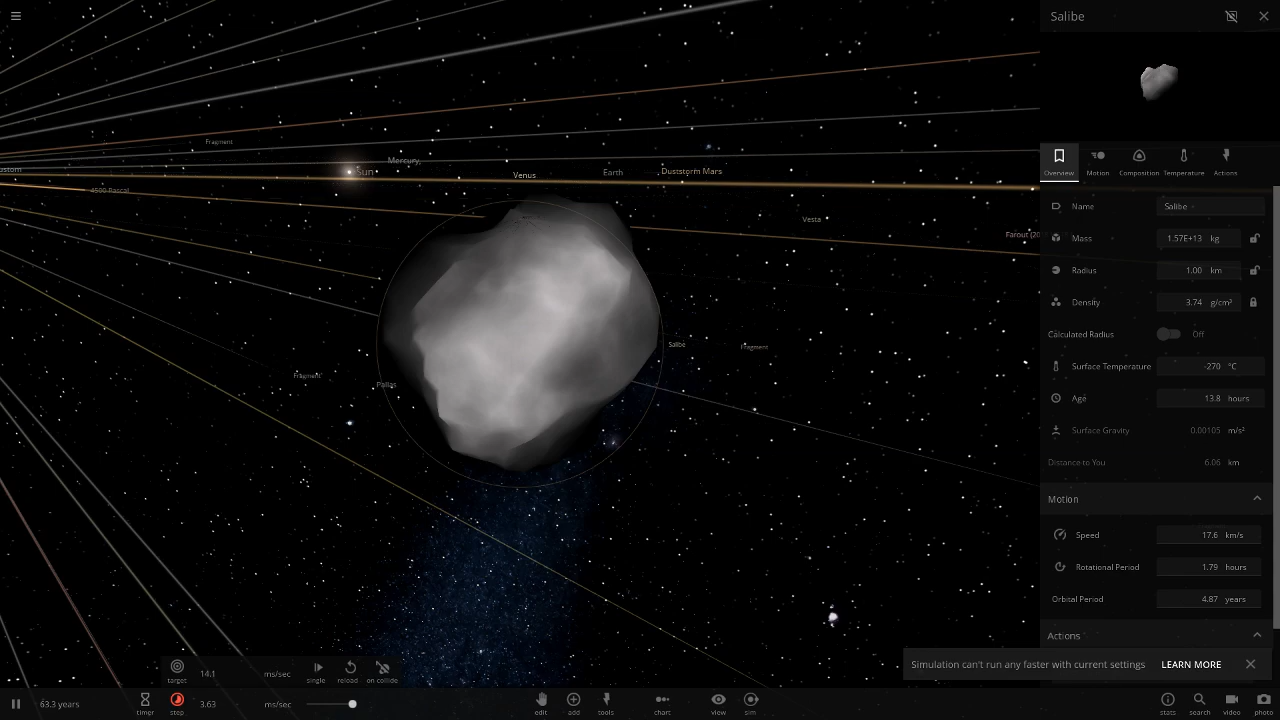 Salibe
Fragment
Mercury
Sun
4500 Pascal
Venus
Earth
Duststorm Mars
Vesta
Salibe
Fragment
Fragment
Pallas
Overview
Motion
Composition
Temperature
Actions
Name
Salibe
Mass
1.57E+13 kg
Radius
1.00 km
Density
3.74 g/cm³
Calculated Radius
Off
Surface Temperature
-270 °C
Age
13.8 hours
Surface Gravity
0.00105 m/s²
Distance to You
6.06 km
Motion
Speed
17.6 km/s
Rotational Period
1.79 hours
Orbital Period
4.87 years
Actions
Simulation can't run any faster with current settings
LEARN MORE
target
14.1 ms/sec
single
reload
on collide
63.3 years
timer
step
3.63 ms/sec
edit
add
tools
chart
view
sim
stats
search
video
photo